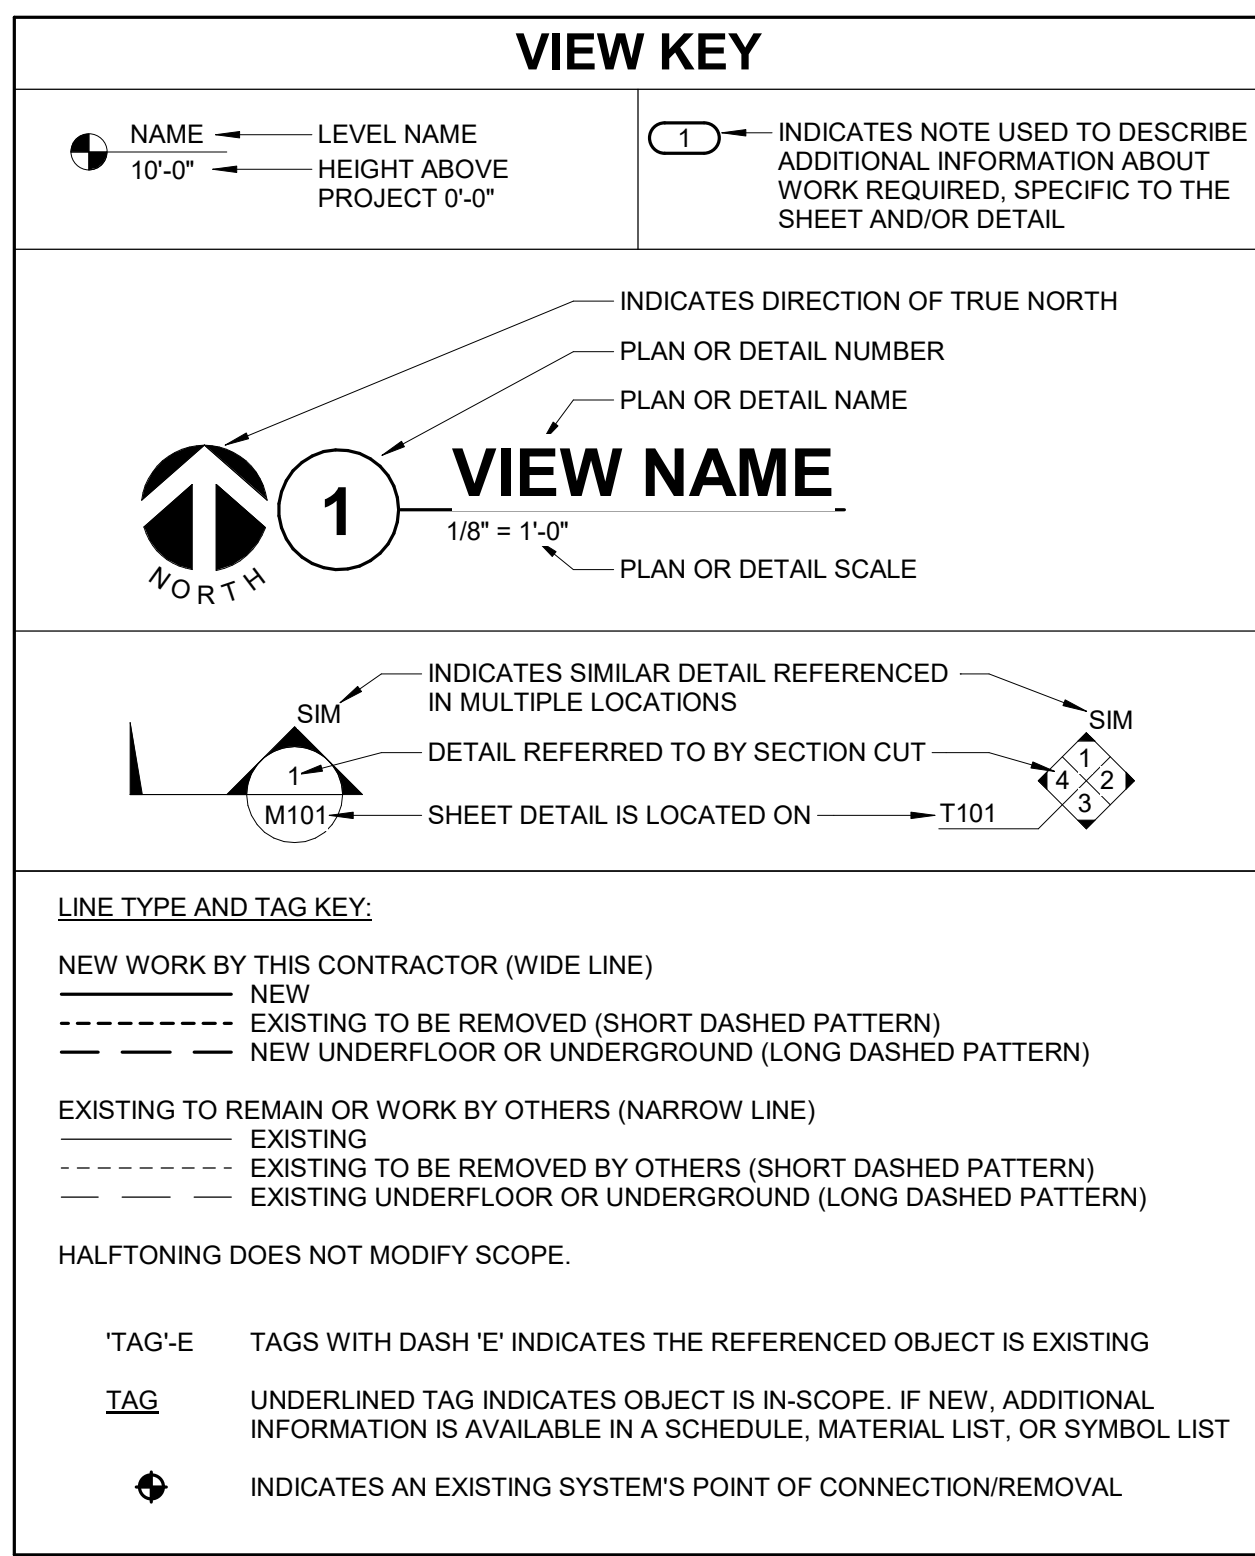 VIEW KEY
NAME
10'-0"
LEVEL NAME
HEIGHT ABOVE
PROJECT 0'-0"
1
INDICATES NOTE USED TO DESCRIBE
ADDITIONAL INFORMATION ABOUT
WORK REQUIRED, SPECIFIC TO THE
SHEET AND/OR DETAIL
INDICATES DIRECTION OF TRUE NORTH
PLAN OR DETAIL NUMBER
PLAN OR DETAIL NAME
NORTH
1
VIEW NAME
1/8" = 1'-0"
PLAN OR DETAIL SCALE
SIM
1
M101
INDICATES SIMILAR DETAIL REFERENCED
IN MULTIPLE LOCATIONS
DETAIL REFERRED TO BY SECTION CUT
SHEET DETAIL IS LOCATED ON
SIM
1
4 2
3
T101
LINE TYPE AND TAG KEY:
NEW WORK BY THIS CONTRACTOR (WIDE LINE)
NEW
EXISTING TO BE REMOVED (SHORT DASHED PATTERN)
NEW UNDERFLOOR OR UNDERGROUND (LONG DASHED PATTERN)
EXISTING TO REMAIN OR WORK BY OTHERS (NARROW LINE)
EXISTING
EXISTING TO BE REMOVED BY OTHERS (SHORT DASHED PATTERN)
EXISTING UNDERFLOOR OR UNDERGROUND (LONG DASHED PATTERN)
HALFTONING DOES NOT MODIFY SCOPE.
'TAG'-E TAGS WITH DASH 'E' INDICATES THE REFERENCED OBJECT IS EXISTING
TAG UNDERLINED TAG INDICATES OBJECT IS IN-SCOPE. IF NEW, ADDITIONAL
INFORMATION IS AVAILABLE IN A SCHEDULE, MATERIAL LIST, OR SYMBOL LIST
INDICATES AN EXISTING SYSTEM'S POINT OF CONNECTION/REMOVAL